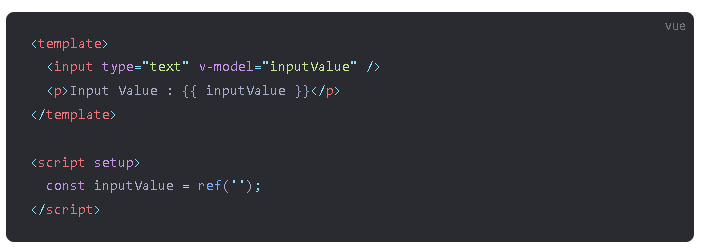 vue
<template>
  <input type="text" v-model="inputValue" />
  <p>Input Value : {{ inputValue }}</p>
</template>

<script setup>
  const inputValue = ref('');
</script>